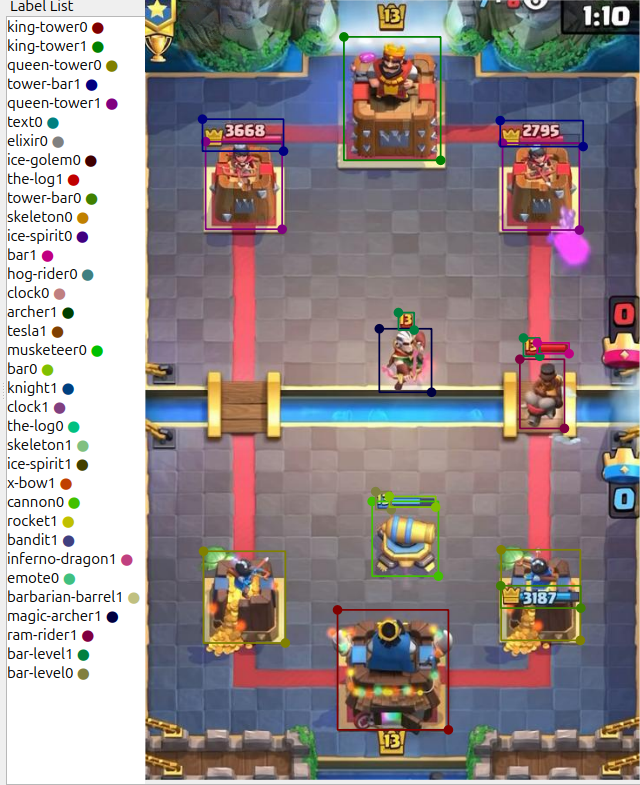 Label List
king-tower0
king-tower1
queen-tower0
tower-bar1
queen-tower1
text0
elixir0
ice-golem0
the-log1
tower-bar0
skeleton0
ice-spirit0
bar1
hog-rider0
clock0
archer1
tesla1
musketeer0
bar0
knight1
clock1
the-log0
skeleton1
ice-spirit1
x-bow1
cannon0
rocket1
bandit1
inferno-dragon1
emote0
barbarian-barrel1
magic-archer1
ram-rider1
bar-level1
bar-level0
1:10
13
3668
2795
0
13
13
0
13
3187
13